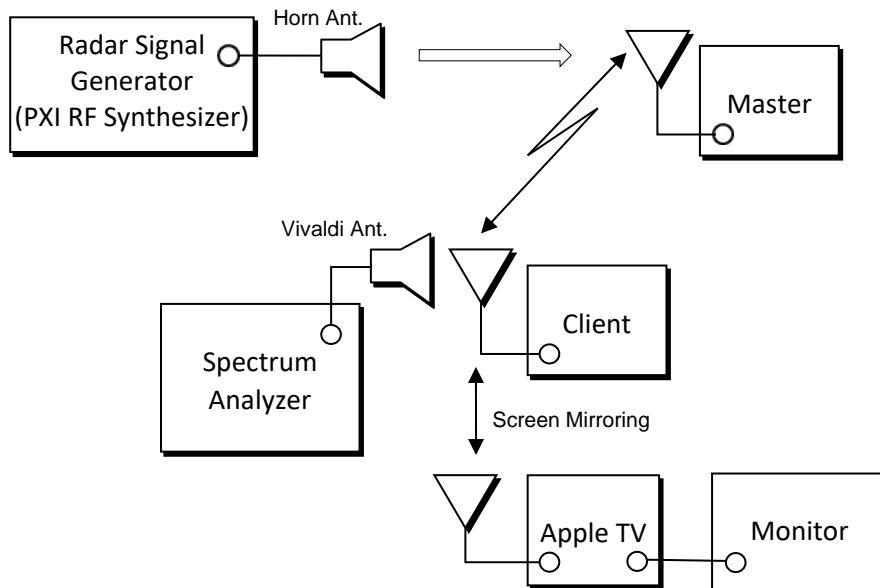 Horn Ant.
Radar Signal
Generator
(PXI RF Synthesizer)
Master
Vivaldi Ant.
Client
Spectrum
Analyzer
Screen Mirroring
Apple TV
Monitor